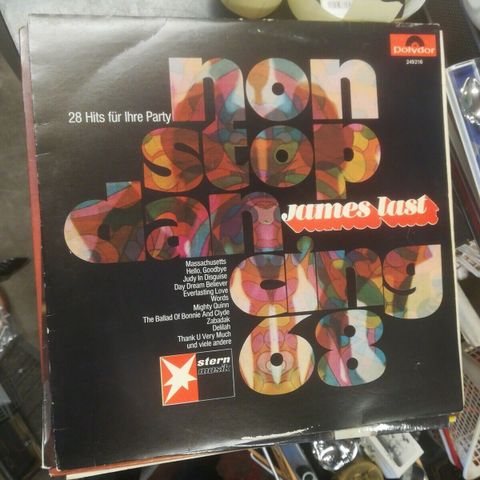 Polydor
249216
28 Hits für Ihre Party
non
stop
dan
cing
68
james last
Massachusetts
Hello, Goodbye
Judy In Disguise
Day Dream Believer
Everlasting Love
Words
Mighty Quinn
The Ballad Of Bonnie And Clyde
Zabadak
Delilah
Thank U Very Much
und viele andere
stern
musik